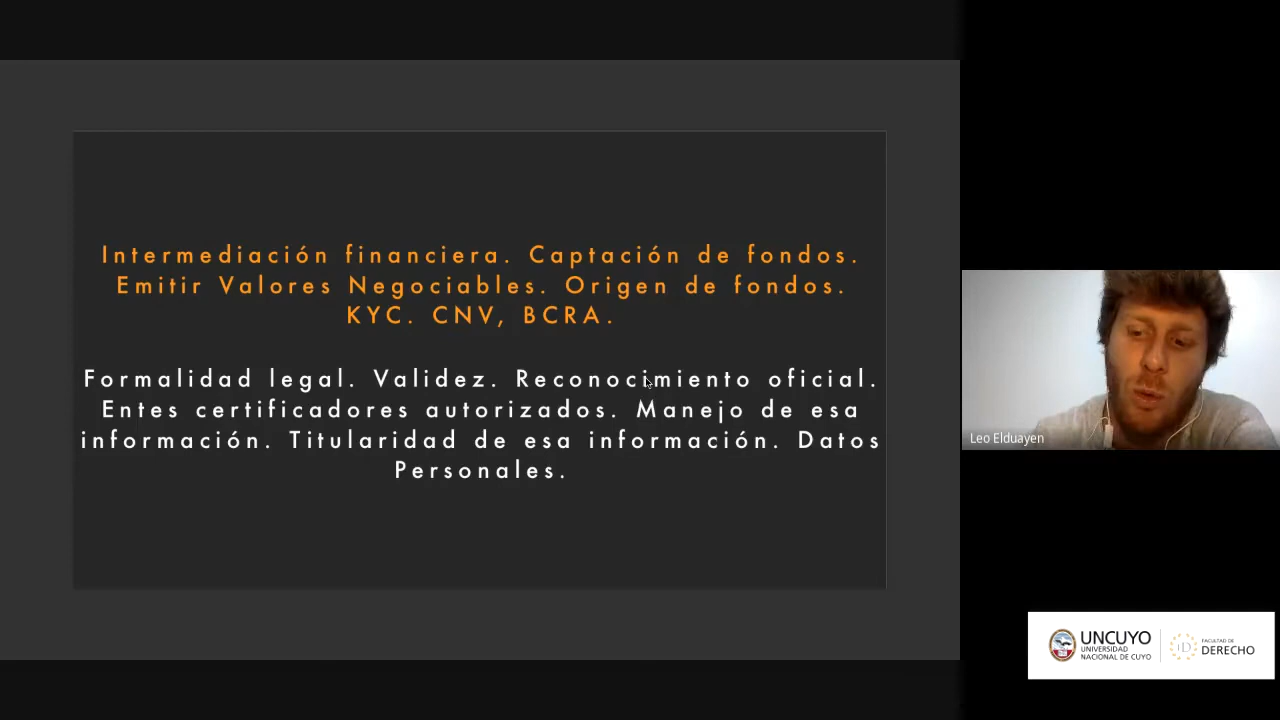 Intermediación financiera. Captación de fondos.
Emitir Valores Negociables. Origen de fondos.
KYC. CNV, BCRA.
Formalidad legal. Validez. Reconocimiento oficial.
Entes certificadores autorizados. Manejo de esa
información. Titularidad de esa información. Datos
Personales.
Leo Elduayen
UNCUYO
UNIVERSIDAD
NACIONAL DE CUYO
FACULTAD DE
DERECHO